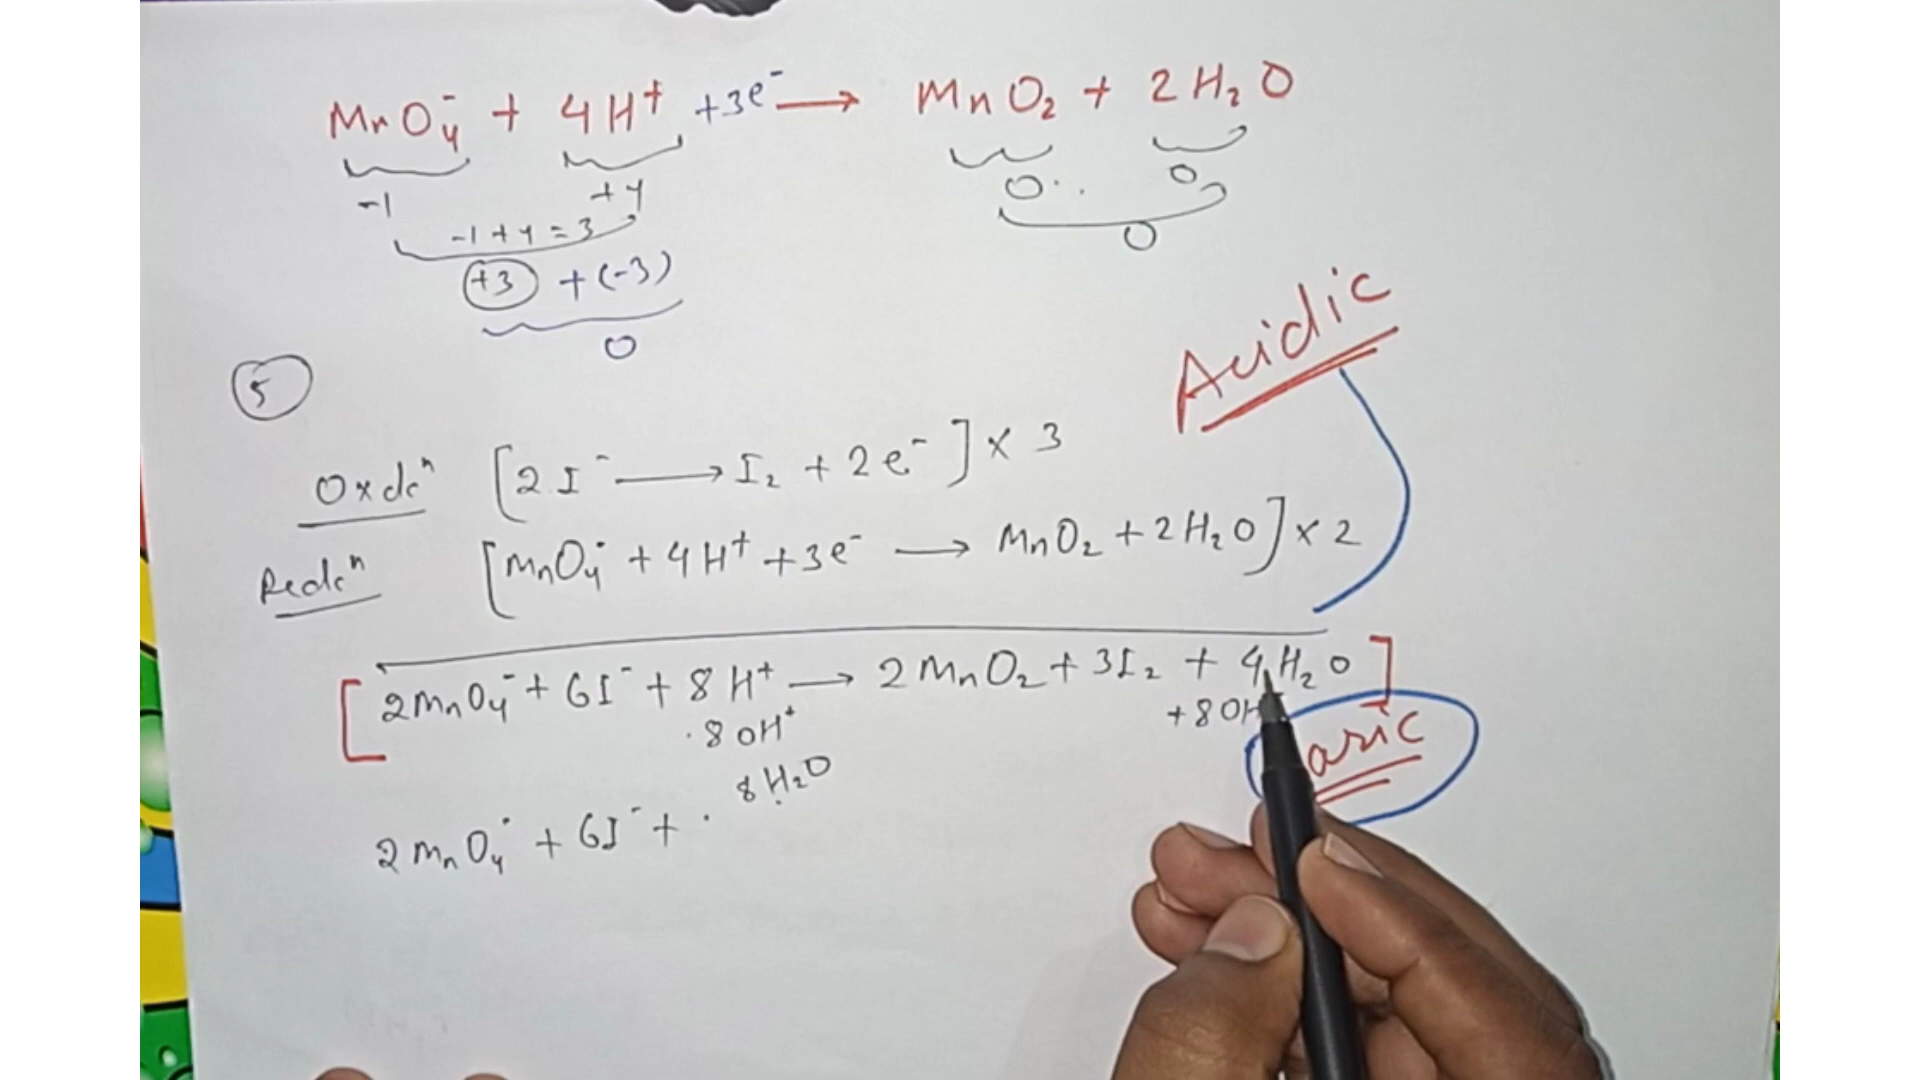 MnO₄⁻ + 4H⁺ +3e⁻ ⟶ MnO₂ + 2H₂O
-1 +4 0 0
-1 + 4 = 3 0
+3 + (-3)
0
Acidic
5
Oxdcⁿ [2I⁻ ⟶ I₂ + 2e⁻] × 3
Redcⁿ [MnO₄⁻ + 4H⁺ + 3e⁻ ⟶ MnO₂ + 2H₂O] × 2
[2MnO₄⁻ + 6I⁻ + 8H⁺ ⟶ 2MnO₂ + 3I₂ + 4H₂O]
8OH⁺ +8OH
8H₂O
2MnO₄⁻ + 6I⁻ +